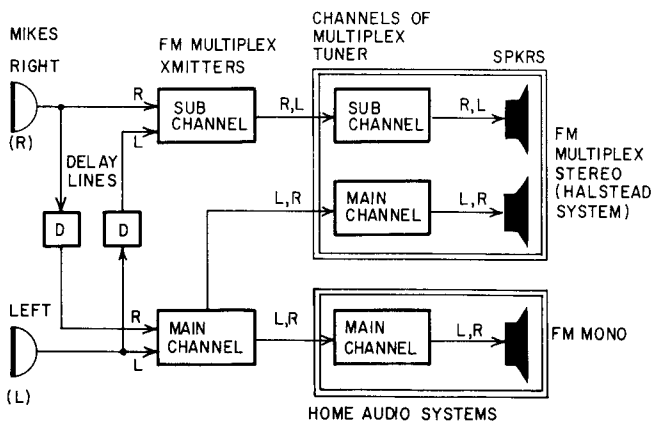 MIKES
RIGHT
(R)
FM MULTIPLEX
XMITTERS
CHANNELS OF
MULTIPLEX
TUNER
SPKRS
R
L
SUB
CHANNEL
R,L
SUB
CHANNEL
R,L
DELAY
LINES
D
D
L,R
MAIN
CHANNEL
L,R
FM
MULTIPLEX
STEREO
(HALSTEAD
SYSTEM)
LEFT
(L)
R
L
MAIN
CHANNEL
L,R
MAIN
CHANNEL
L,R
FM MONO
HOME AUDIO SYSTEMS